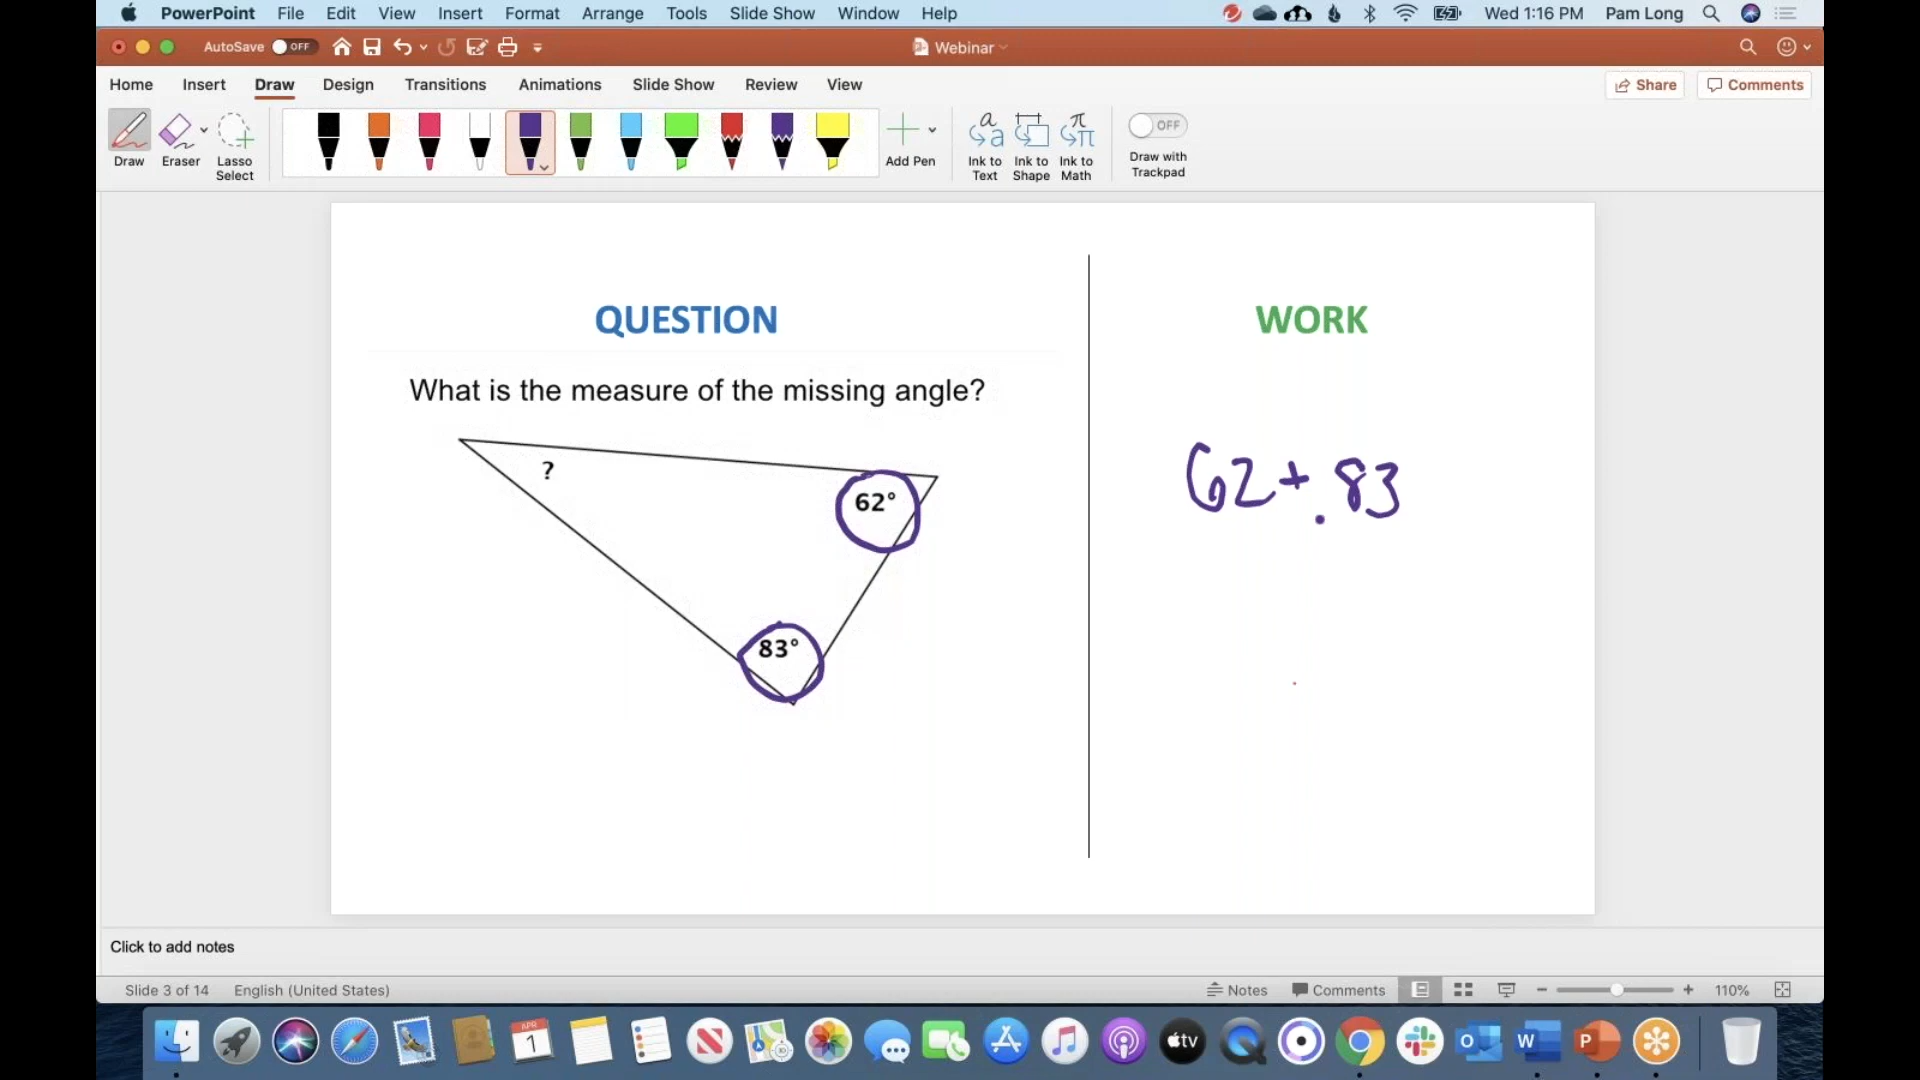 PowerPoint File Edit View Insert Format Arrange Tools Slide Show Window Help Wed 1:16 PM Pam Long
AutoSave OFF Webinar
Home Insert Draw Design Transitions Animations Slide Show Review View Share Comments
Draw Eraser Lasso Select Add Pen Ink to Text Ink to Shape Ink to Math OFF Draw with Trackpad
QUESTION
WORK
What is the measure of the missing angle?
?
62°
83°
62+.83
Click to add notes
Slide 3 of 14 English (United States) Notes Comments 110%
APR
1
tv
O
W
P